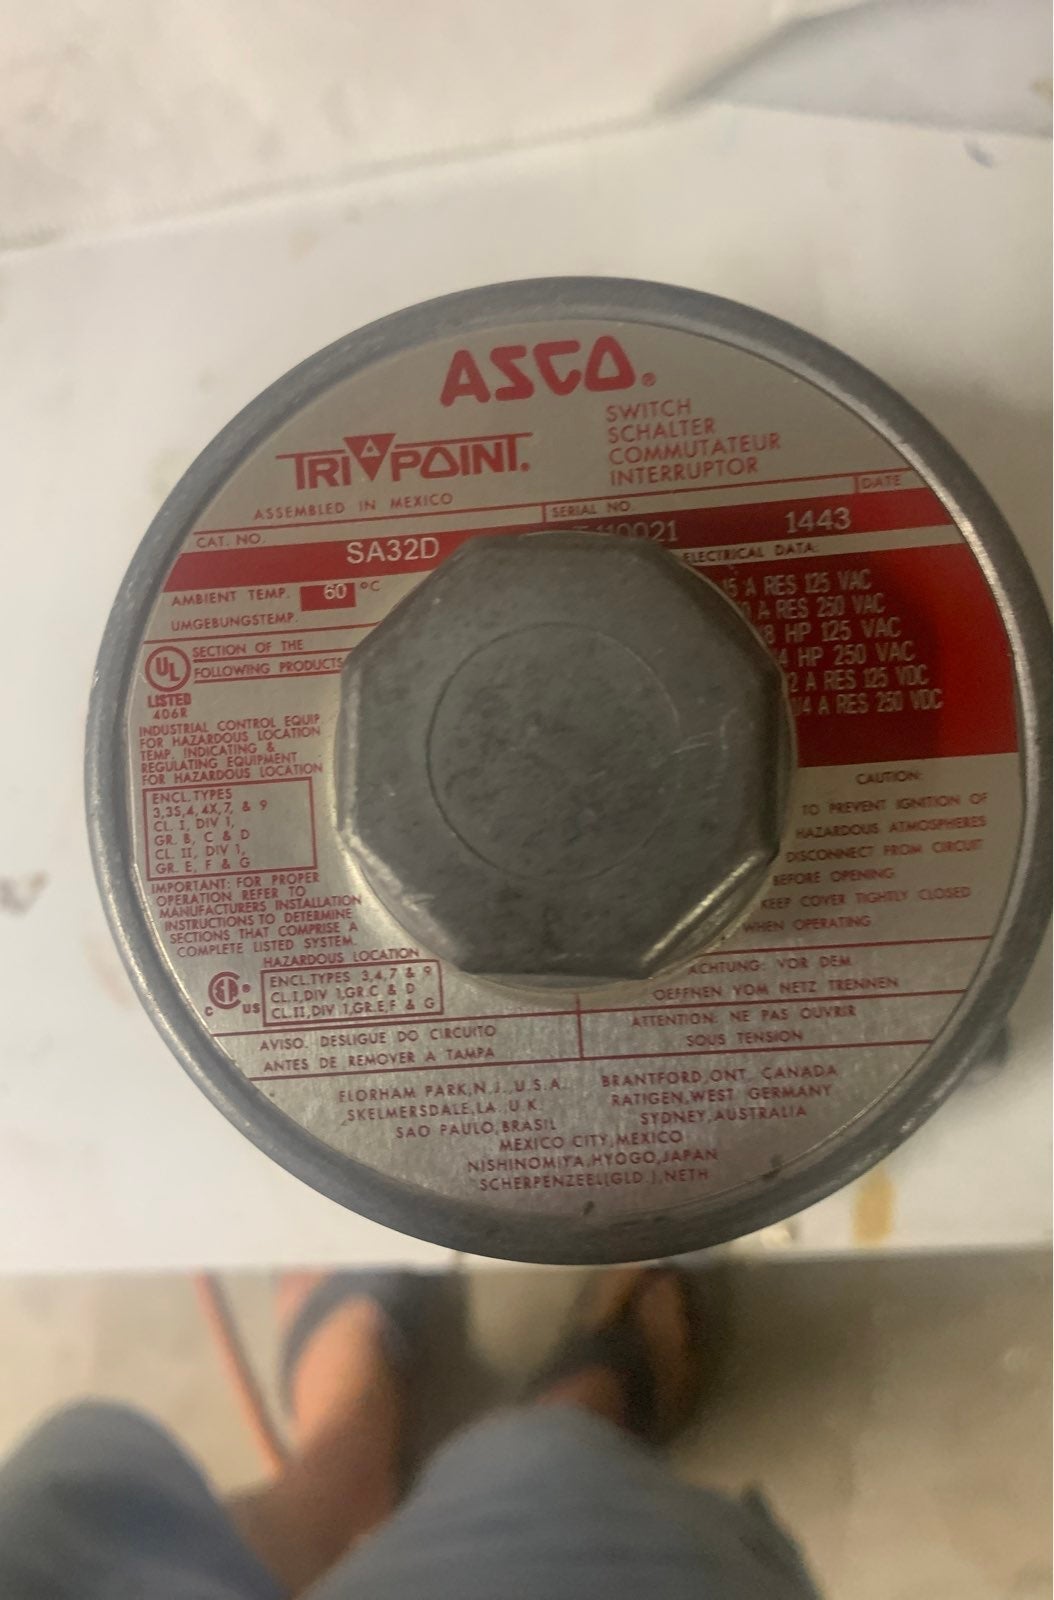 ASCO®
TRI POINT®
SWITCH
SCHALTER
COMMUTATEUR
INTERRUPTOR
ASSEMBLED IN MEXICO
CAT. NO.
SERIAL NO.
DATE
SA32D
1443
AMBIENT TEMP. 60 °C
UMGEBUNGSTEMP.
ELECTRICAL DATA:
A RES 125 VAC
A RES 250 VAC
HP 125 VAC
HP 250 VAC
A RES 125 VDC
A RES 250 VDC
UL
LISTED
406R
SECTION OF THE
FOLLOWING PRODUCTS
INDUSTRIAL CONTROL EQUIP.
FOR HAZARDOUS LOCATION
TEMP. INDICATING &
REGULATING EQUIPMENT
FOR HAZARDOUS LOCATION
ENCL. TYPES
3,3S,4,4X,7, & 9
CL. I, DIV 1,
GR. B, C & D
CL. II, DIV 1,
GR. E, F & G
IMPORTANT: FOR PROPER
OPERATION REFER TO
MANUFACTURERS INSTALLATION
INSTRUCTIONS TO DETERMINE
SECTIONS THAT COMPRISE A
COMPLETE LISTED SYSTEM.
CAUTION:
TO PREVENT IGNITION OF
HAZARDOUS ATMOSPHERES
DISCONNECT FROM CIRCUIT
BEFORE OPENING.
KEEP COVER TIGHTLY CLOSED
WHEN OPERATING
HAZARDOUS LOCATION
C US
ENCL.TYPES 3,4,7 & 9
CL.I,DIV 1,GR.C & D
CL.II,DIV 1,GR.E,F & G
ACHTUNG: VOR DEM
OEFFNEN VOM NETZ TRENNEN
AVISO. DESLIGUE DO CIRCUITO
ANTES DE REMOVER A TAMPA
ATTENTION: NE PAS OUVRIR
SOUS TENSION
FLORHAM PARK,N.J.,U.S.A.
SKELMERSDALE,LA.,U.K.
SAO PAULO,BRASIL
BRANTFORD,ONT. CANADA
RATIGEN,WEST GERMANY
SYDNEY,AUSTRALIA
MEXICO CITY,MEXICO
NISHINOMIYA,HYOGO,JAPAN
SCHERPENZEEL(GLD.),NETH